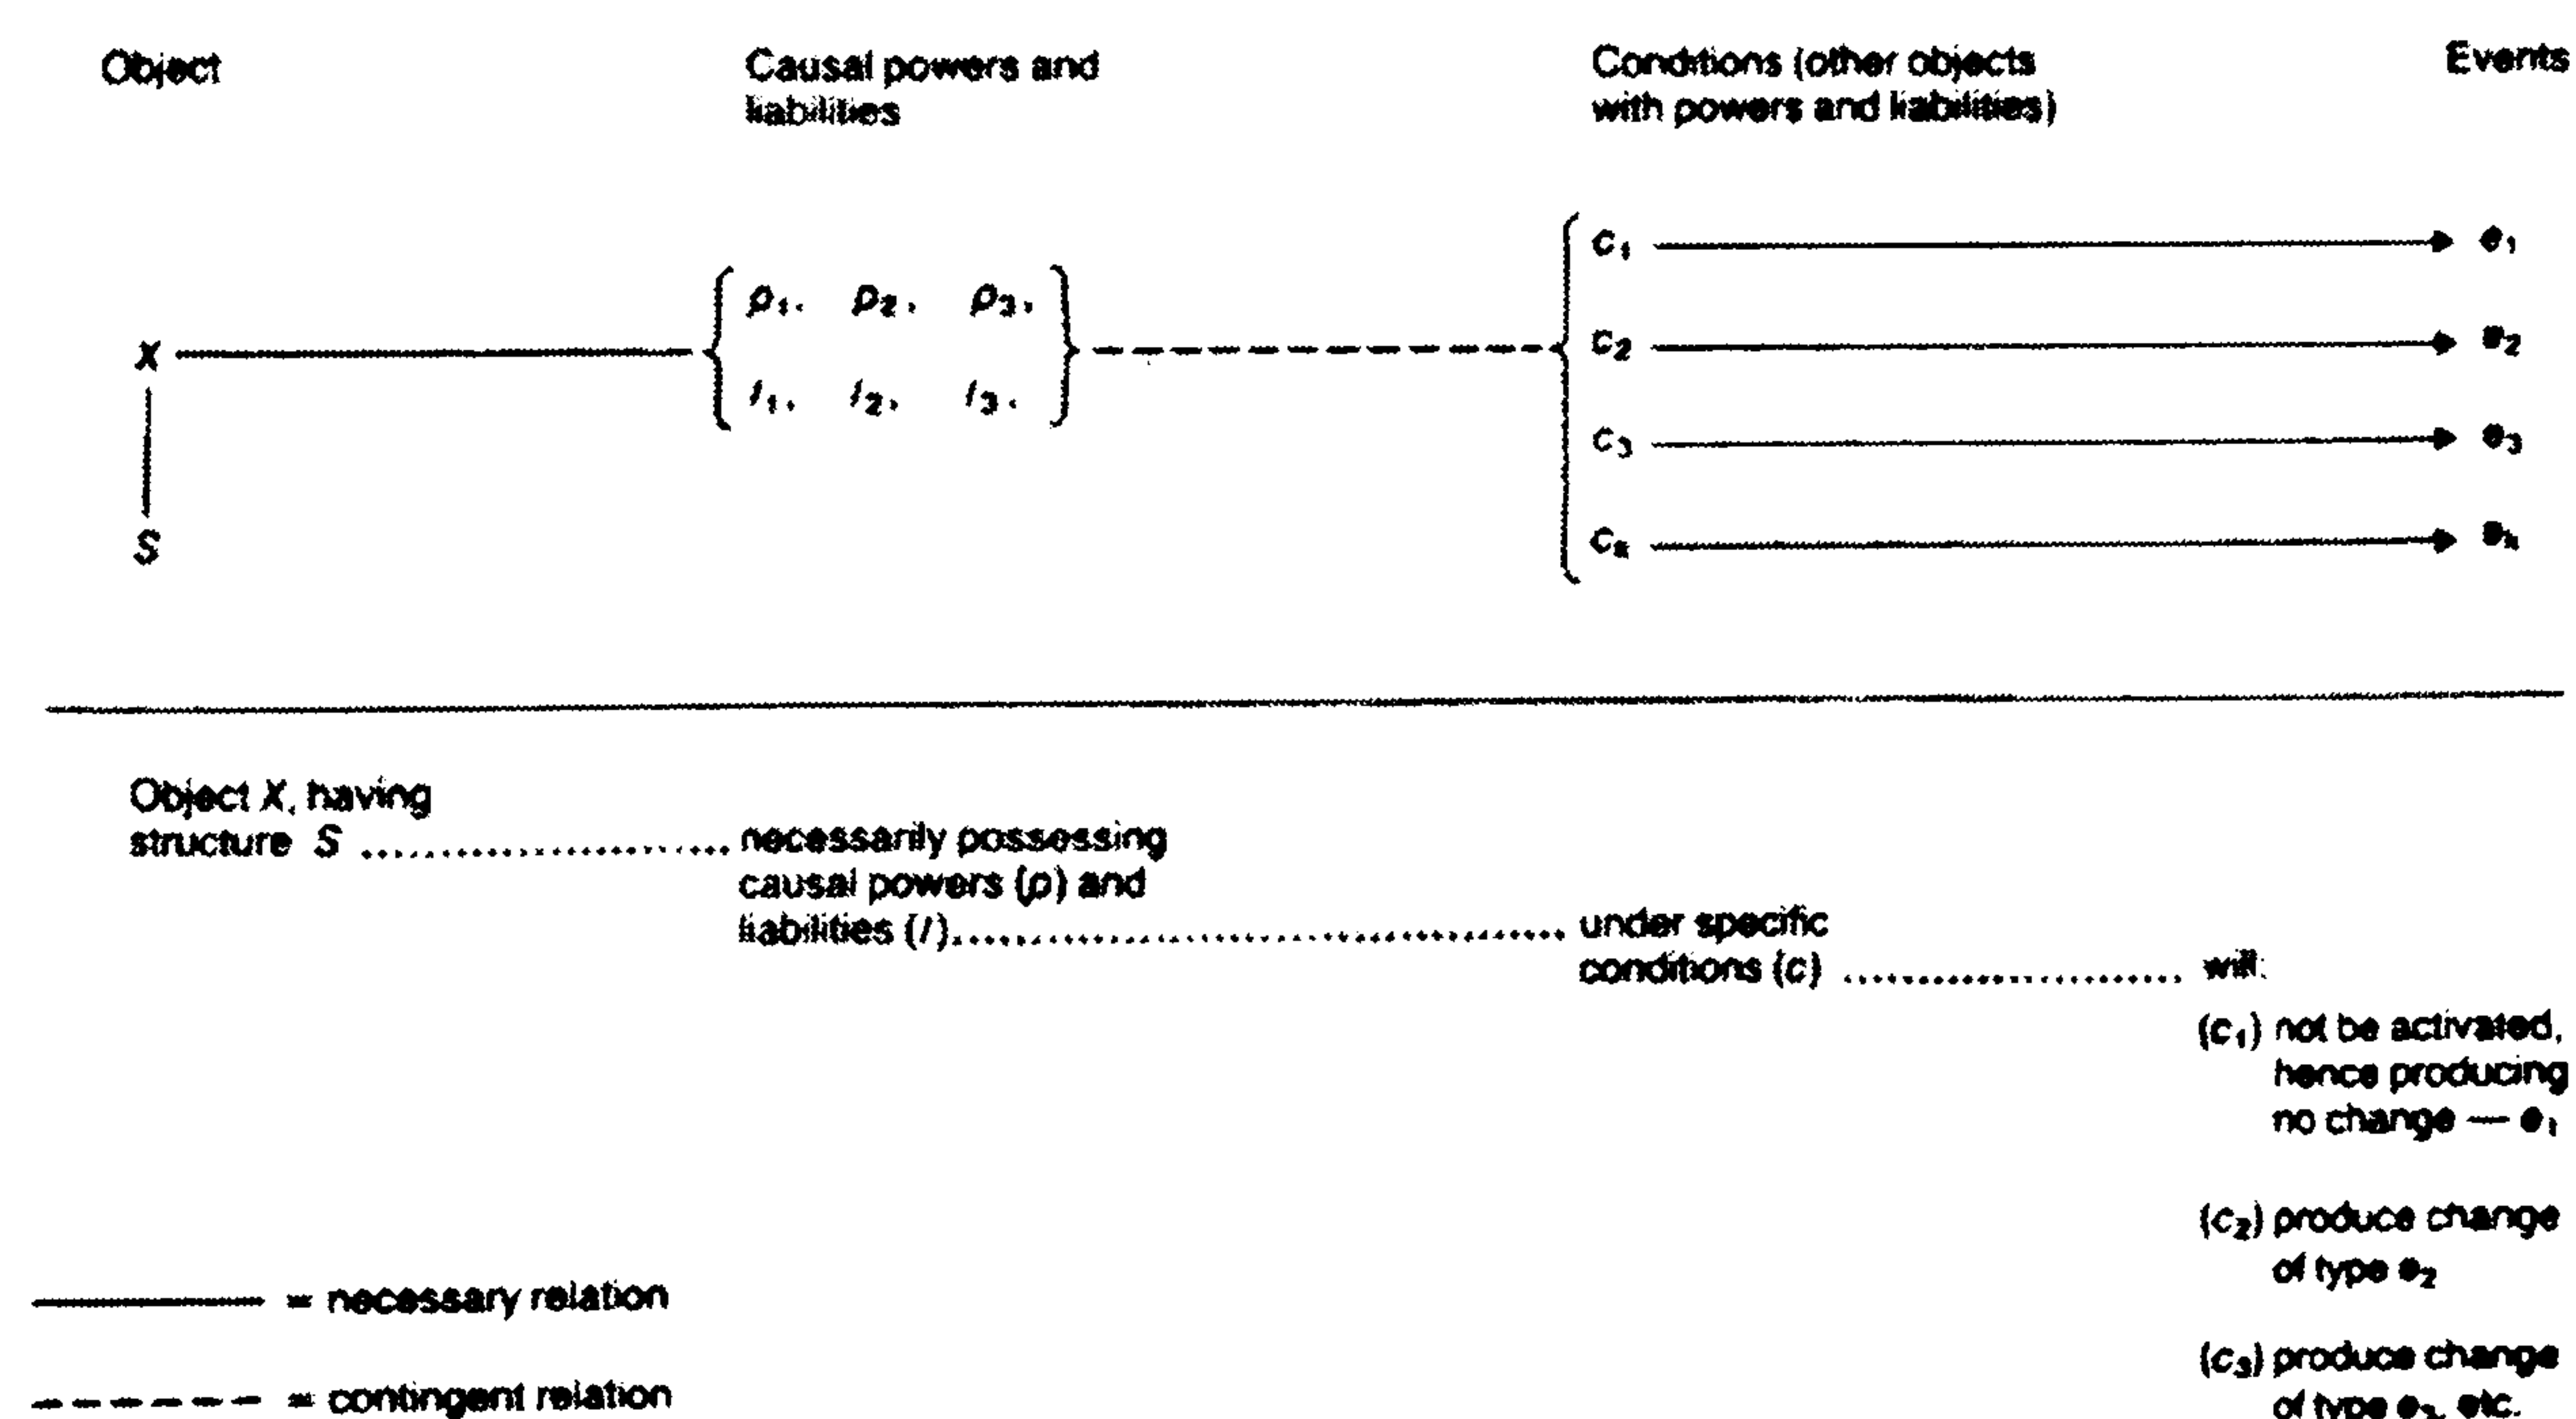 Object
Causal powers and
liabilities
Conditions (other objects
with powers and liabilities)
Events
X
S
p₁, p₂, p₃,
l₁, l₂, l₃,
c₁ e₁
c₂ e₂
c₃ e₃
cₖ eₖ
Object X, having
structure S .................... necessarily possessing
causal powers (p) and
liabilities (l)........................................ under specific
conditions (c) ...................... will:
(c₁) not be activated,
hence producing
no change — e₁
(c₂) produce change
of type e₂
(c₃) produce change
of type e₃, etc.
= necessary relation
= contingent relation